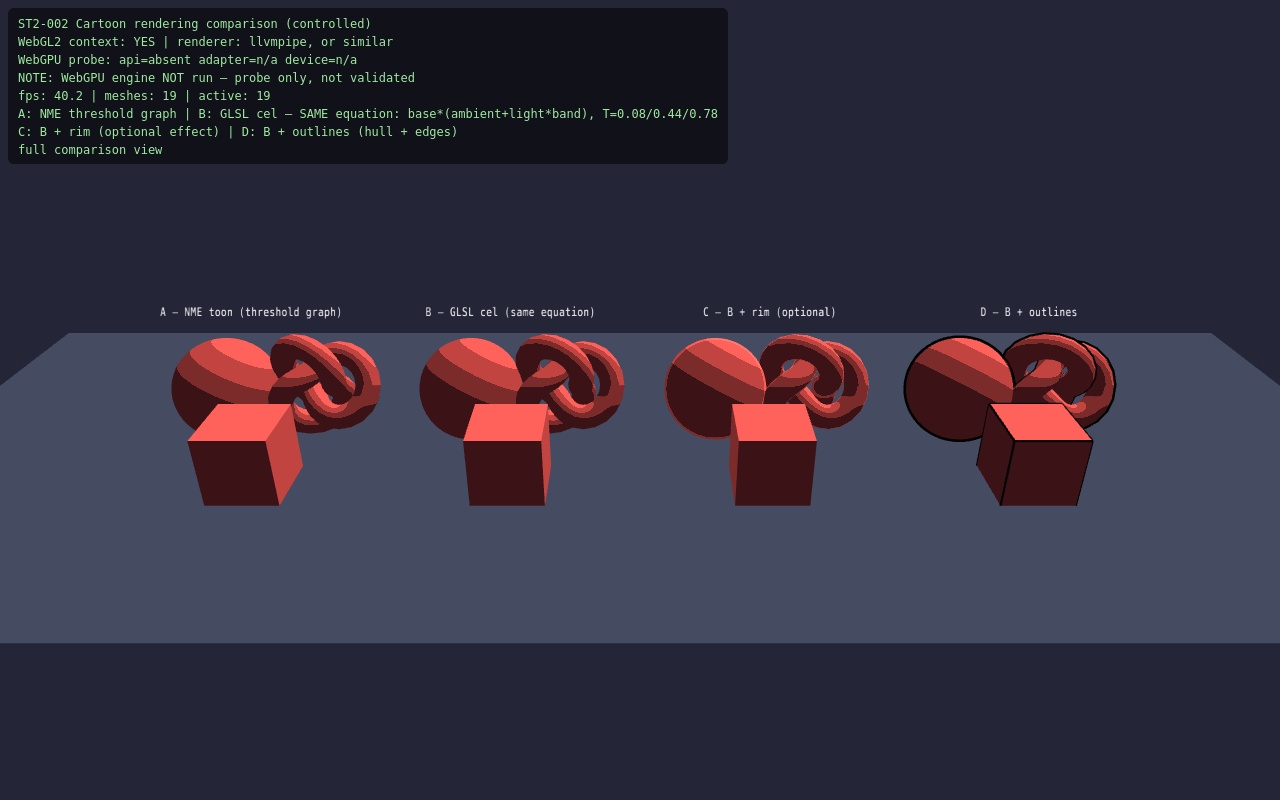 ST2-002 Cartoon rendering comparison (controlled)
WebGL2 context: YES | renderer: llvmpipe, or similar
WebGPU probe: api=absent adapter=n/a device=n/a
NOTE: WebGPU engine NOT run — probe only, not validated
fps: 40.2 | meshes: 19 | active: 19
A: NME threshold graph | B: GLSL cel — SAME equation: base*(ambient+light*band), T=0.08/0.44/0.78
C: B + rim (optional effect) | D: B + outlines (hull + edges)
full comparison view
A — NME toon (threshold graph)
B — GLSL cel (same equation)
C — B + rim (optional)
D — B + outlines